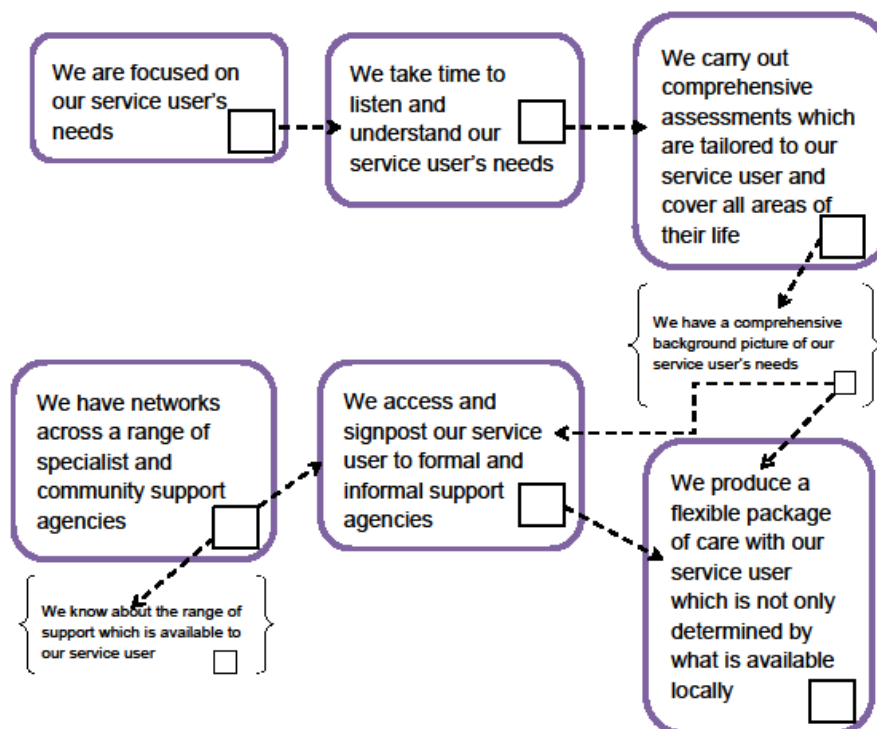 We are focused on
our service user's
needs
We take time to
listen and
understand our
service user's needs
We carry out
comprehensive
assessments which
are tailored to our
service user and
cover all areas of
their life
We have a comprehensive
background picture of our
service user's needs
We have networks
across a range of
specialist and
community support
agencies
We access and
signpost our service
user to formal and
informal support
agencies
We produce a
flexible package
of care with our
service user
which is not only
determined by
what is available
locally
We know about the range of
support which is available to
our service user